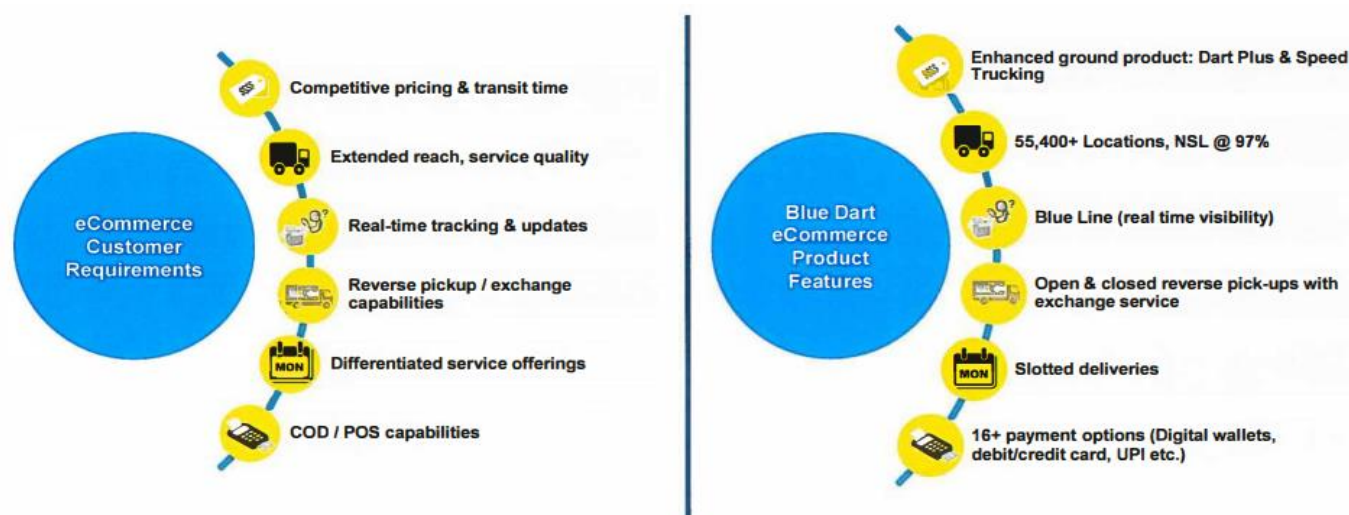 eCommerce
Customer
Requirements
Competitive pricing & transit time
Extended reach, service quality
Real-time tracking & updates
?
Reverse pickup / exchange
capabilities
MON
Differentiated service offerings
COD / POS capabilities
Blue Dart
eCommerce
Product
Features
Enhanced ground product: Dart Plus & Speed
Trucking
55,400+ Locations, NSL @ 97%
?
Blue Line (real time visibility)
Open & closed reverse pick-ups with
exchange service
MON
Slotted deliveries
16+ payment options (Digital wallets,
debit/credit card, UPI etc.)